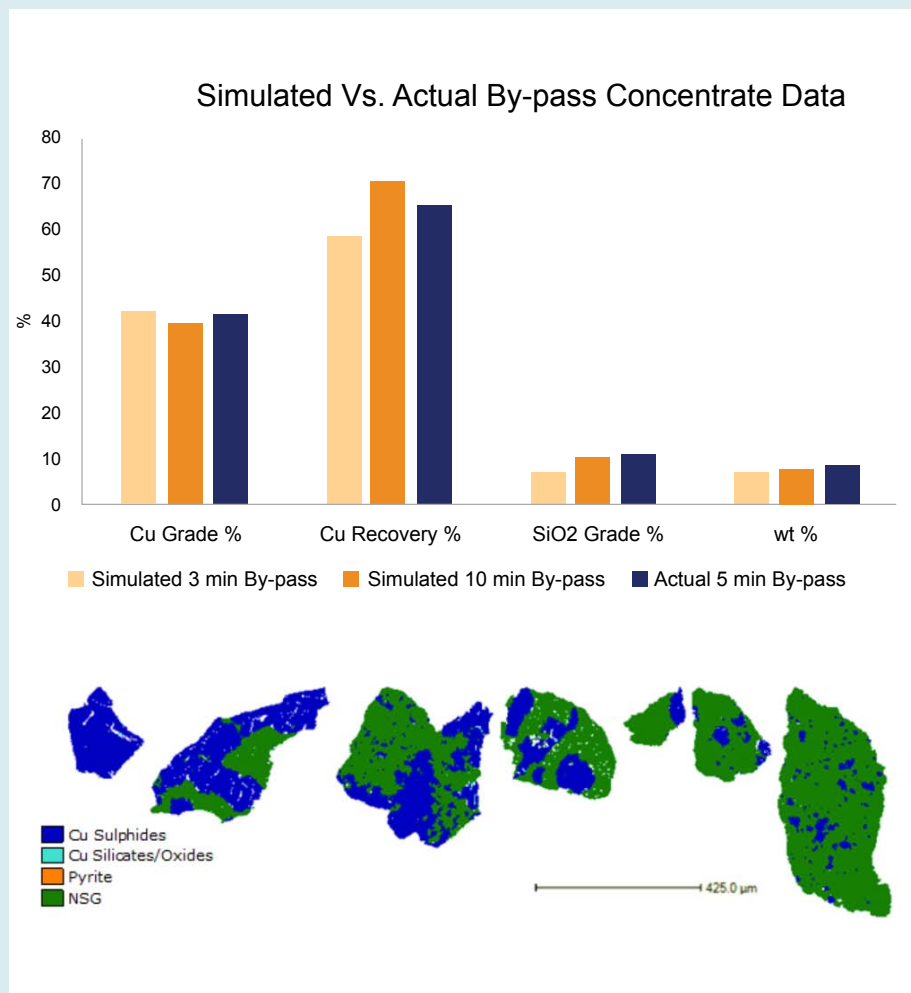 Simulated Vs. Actual By-pass Concentrate Data
80
70
60
50
40
30
20
10
0
%
Cu Grade %
Cu Recovery %
SiO2 Grade %
wt %
Simulated 3 min By-pass
Simulated 10 min By-pass
Actual 5 min By-pass
Cu Sulphides
Cu Silicates/Oxides
Pyrite
NSG
425.0 µm